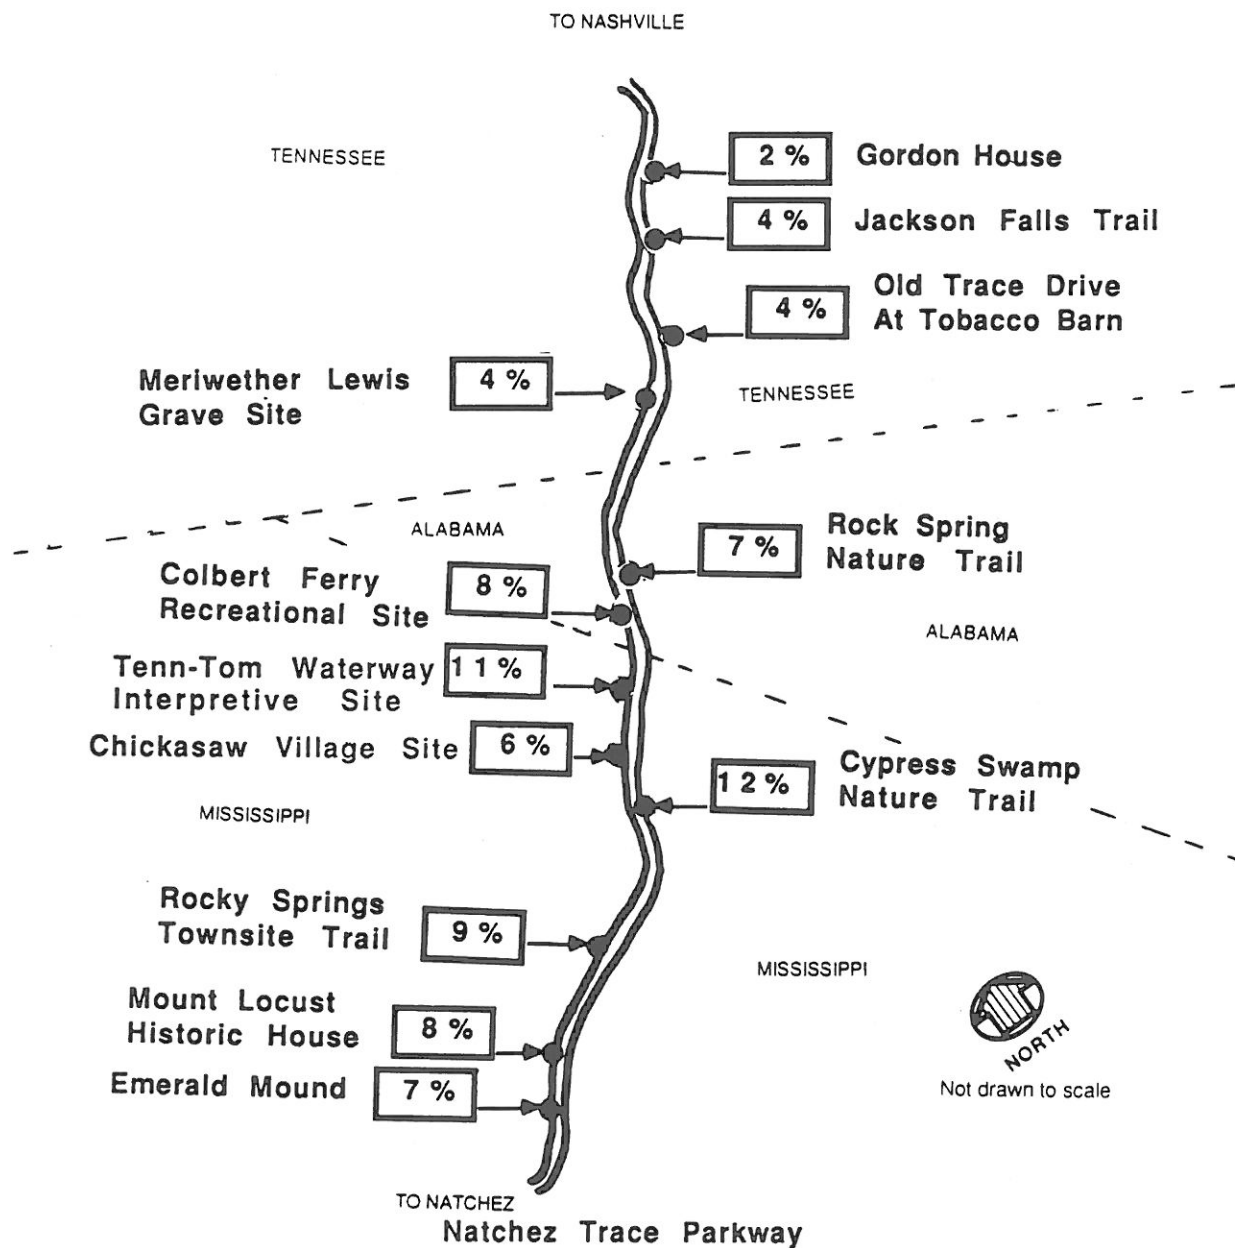 TO NASHVILLE
TENNESSEE
2 %
Gordon House
4 %
Jackson Falls Trail
4 %
Old Trace Drive
At Tobacco Barn
Meriwether Lewis
Grave Site
4 %
TENNESSEE
ALABAMA
7 %
Rock Spring
Nature Trail
Colbert Ferry
Recreational Site
8 %
ALABAMA
Tenn-Tom Waterway
Interpretive Site
11 %
Chickasaw Village Site
6 %
12 %
Cypress Swamp
Nature Trail
MISSISSIPPI
Rocky Springs
Townsite Trail
9 %
MISSISSIPPI
Mount Locust
Historic House
8 %
NORTH
Not drawn to scale
Emerald Mound
7 %
TO NATCHEZ
Natchez Trace Parkway